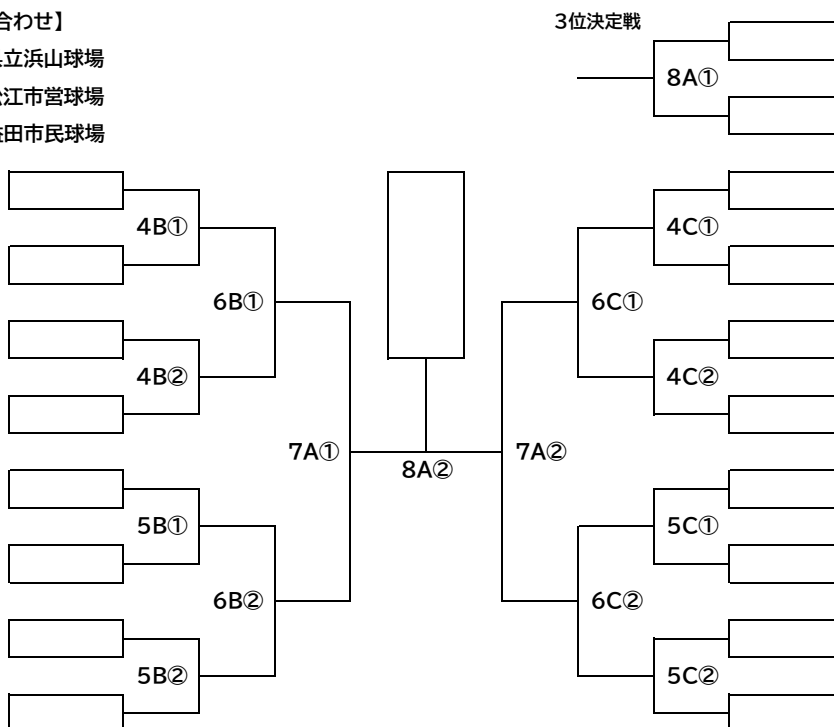 合わせ】
立浜山球場
江市営球場
田市民球場
3位決定戦
8A①
4B①
4C①
6B①
6C①
4B②
4C②
7A①
7A②
8A②
5B①
5C①
6B②
6C②
5B②
5C②